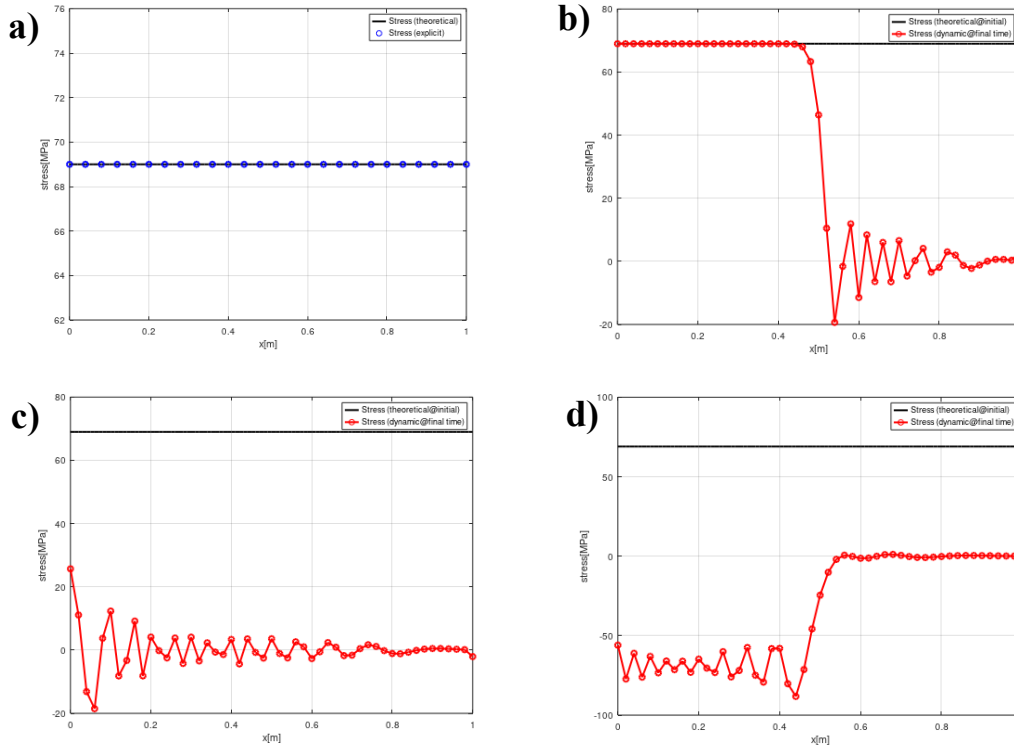 a)
76
74
72
70
68
66
64
62
stress[MPa]
0
0.2
0.4
0.6
0.8
1
x[m]
Stress (theoretical)
Stress (explicit)
b)
80
60
40
20
0
-20
stress[MPa]
0
0.2
0.4
0.6
0.8
x[m]
Stress (theoretical@initial)
Stress (dynamic@final time)
c)
80
60
40
20
0
-20
stress[MPa]
0
0.2
0.4
0.6
0.8
1
x[m]
Stress (theoretical@initial)
Stress (dynamic@final time)
d)
100
50
0
-50
-100
stress[MPa]
0
0.2
0.4
0.6
0.8
x[m]
Stress (theoretical@initial)
Stress (dynamic@final time)